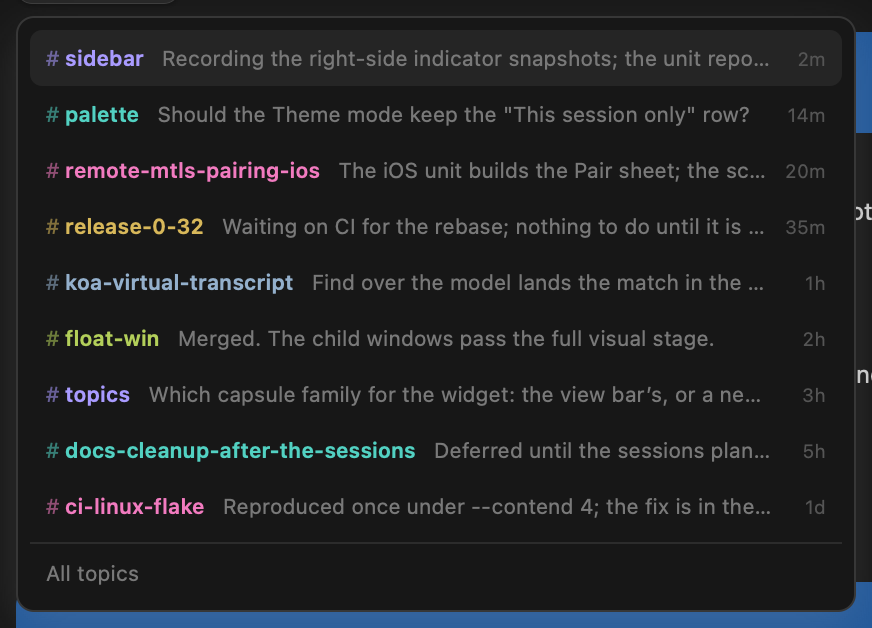 # sidebar Recording the right-side indicator snapshots; the unit repo… 2m
# palette Should the Theme mode keep the "This session only" row? 14m
# remote-mtls-pairing-ios The iOS unit builds the Pair sheet; the sc… 20m
# release-0-32 Waiting on CI for the rebase; nothing to do until it is … 35m
# koa-virtual-transcript Find over the model lands the match in the … 1h
# float-win Merged. The child windows pass the full visual stage. 2h
# topics Which capsule family for the widget: the view bar’s, or a ne… 3h
# docs-cleanup-after-the-sessions Deferred until the sessions plan… 5h
# ci-linux-flake Reproduced once under --contend 4; the fix is in the… 1d
All topics